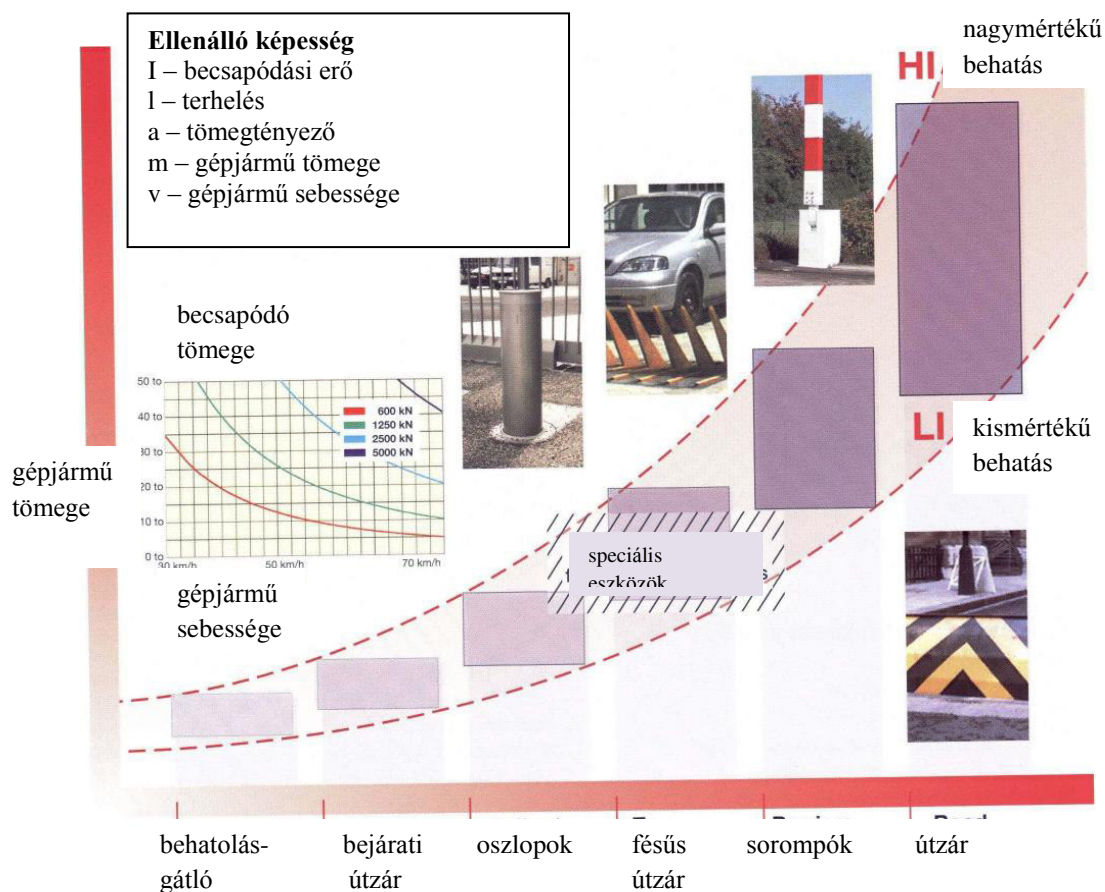 nagymértékű
behatás
Ellenálló képesség
I – becsapódási erő
l – terhelés
a – tömegtényező
m – gépjármű tömege
v – gépjármű sebessége
HI
becsapódó
tömege
50 to
40 to
30 to
20 to
10 to
0 to
30 km/h
50 km/h
70 km/h
600 kN
1250 kN
2500 kN
5000 kN
gépjármű
tömege
gépjármű
sebessége
LI
kismértékű
behatás
speciális
eszközök
behatolás-
gátló
bejárati
útzár
oszlopok
fésűs
útzár
sorompók
útzár